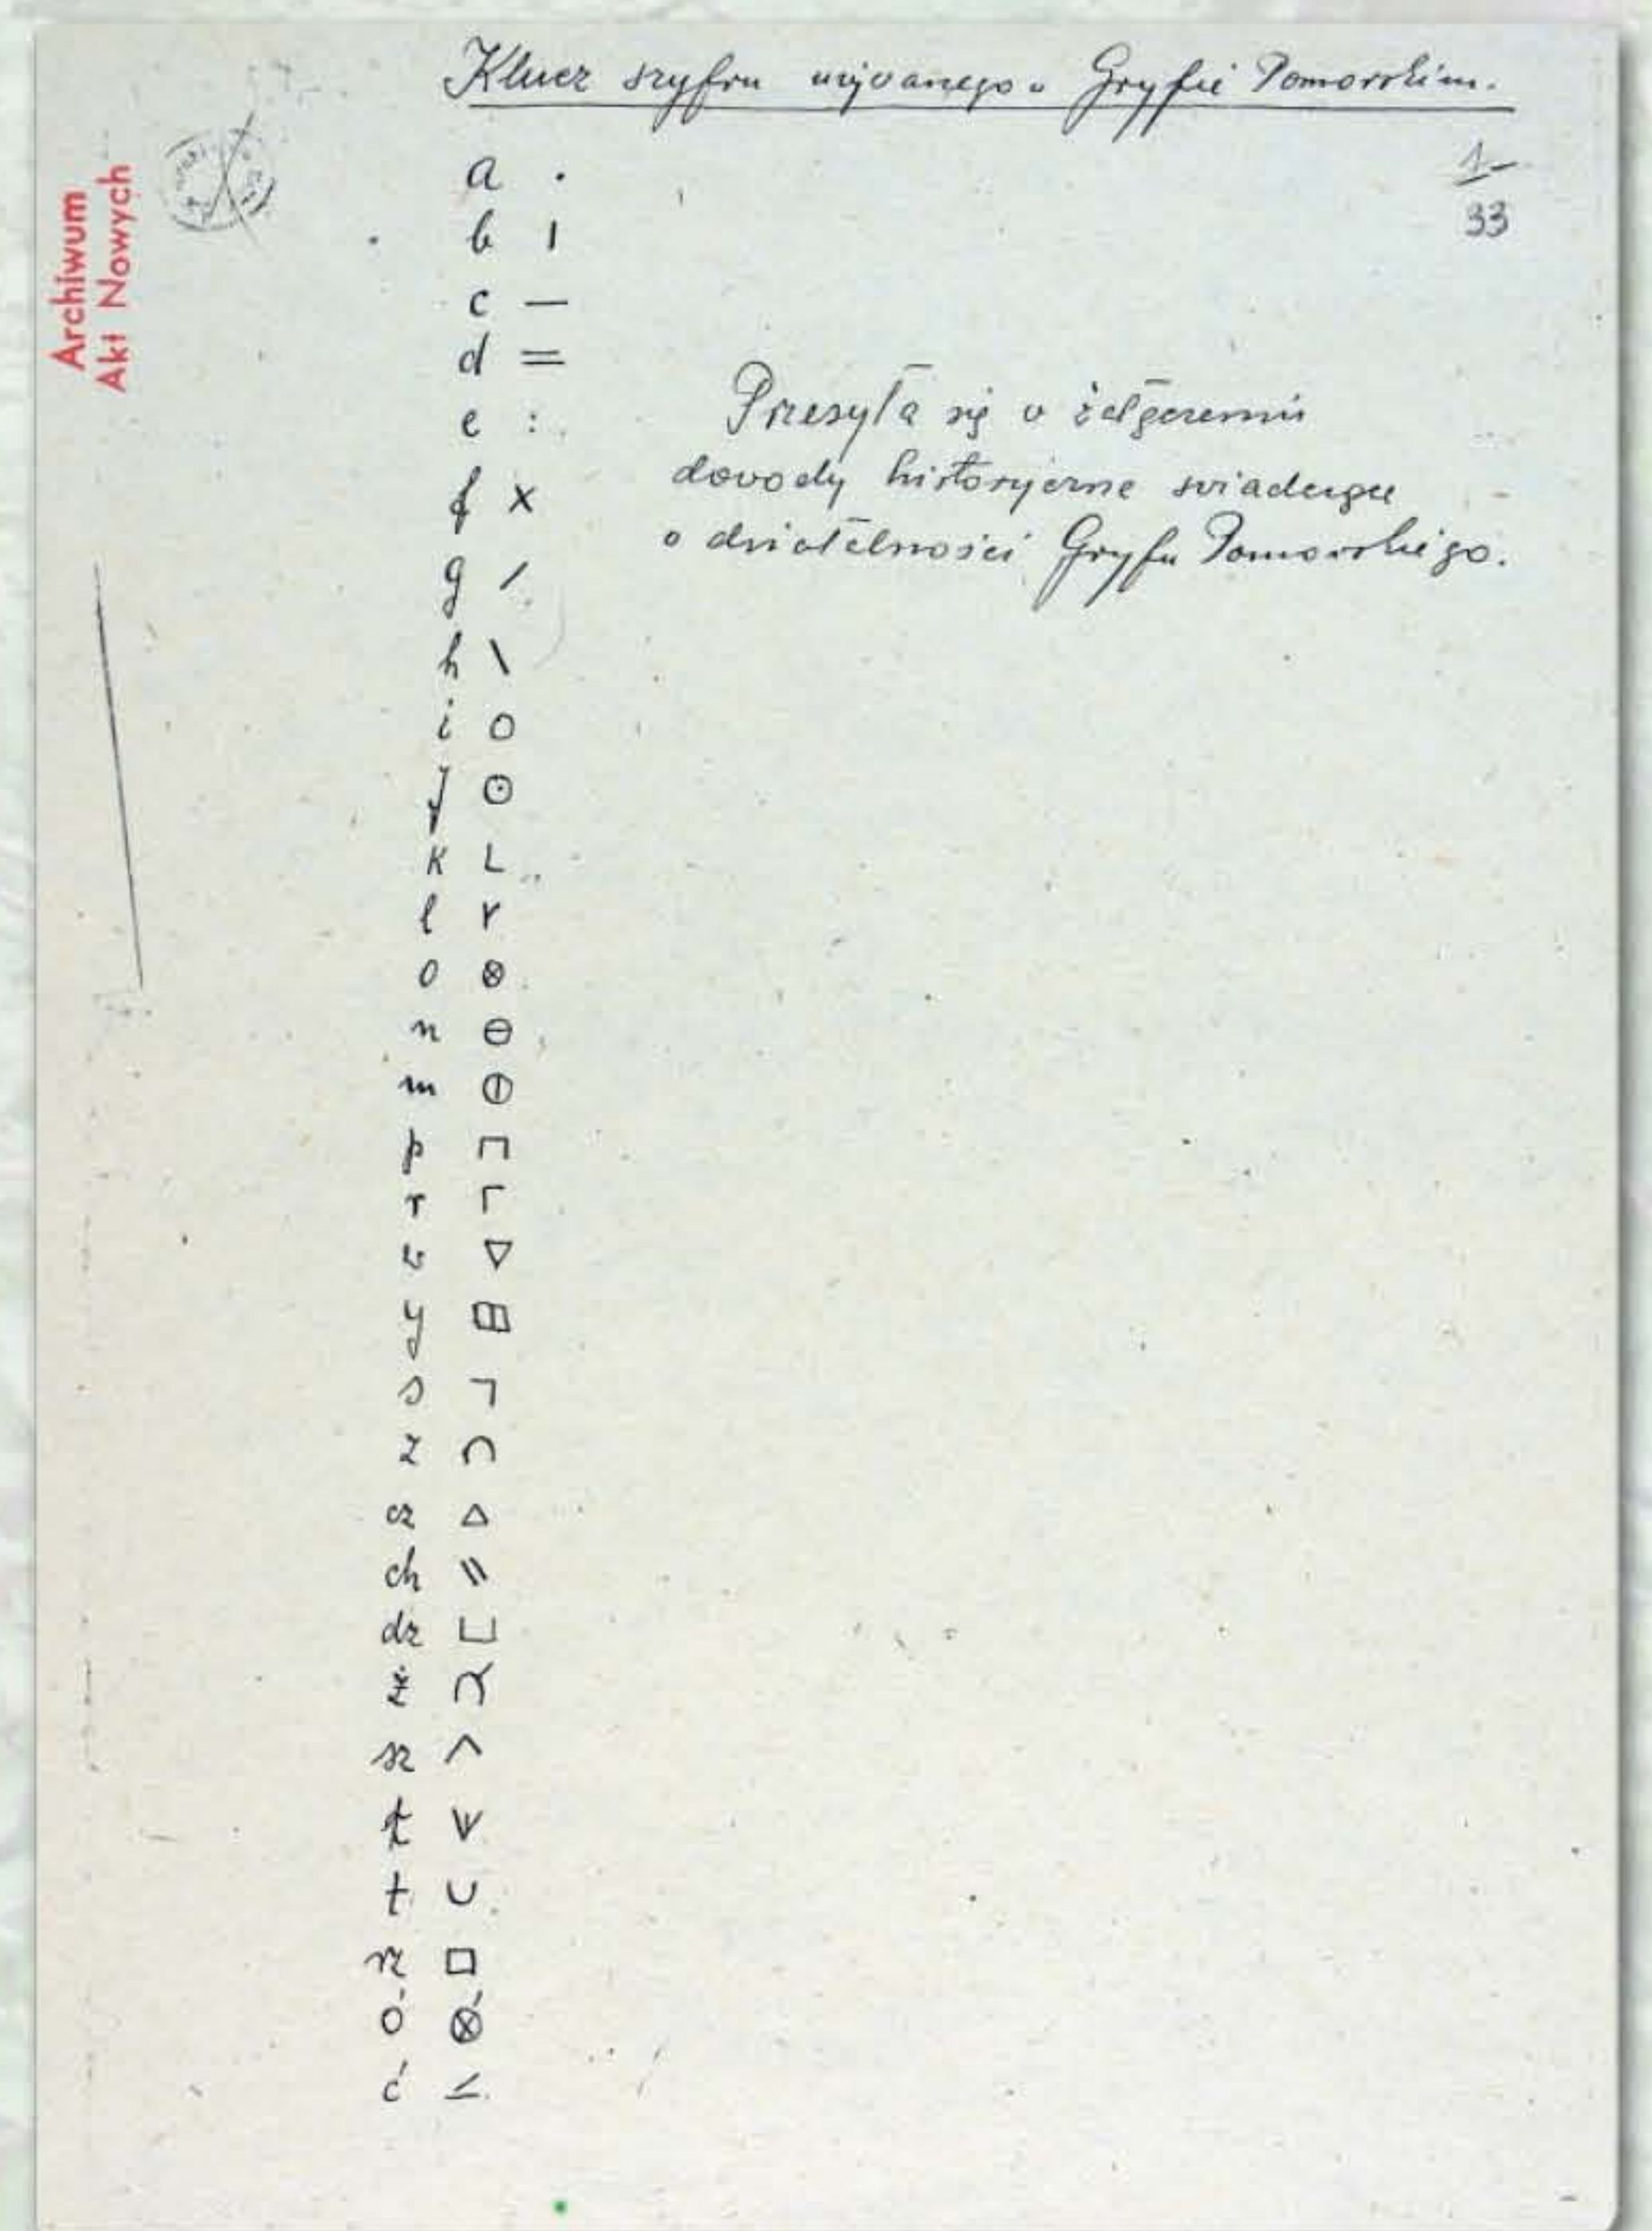 Klucz szyfru używanego w Gryfie Pomorskim.
Archiwum
Akt Nowych
1
33
a .
b |
c —
d =
e :
f ×
g /
h \
i ○
j ⊙
k L
l Y
o ⊗
n ⊖
m ⦶
p ⊓
r Γ
w ▽
y ⊞
s ┐
z ∩
cz △
ch \\
dz ⊔
ż
sz ∧
ł
t ∪
rz □
ó ⊗́
ć ∠
Przesyła się w załączeniu
dowody historyczne świadczące
o działalności Gryfu Pomorskiego.